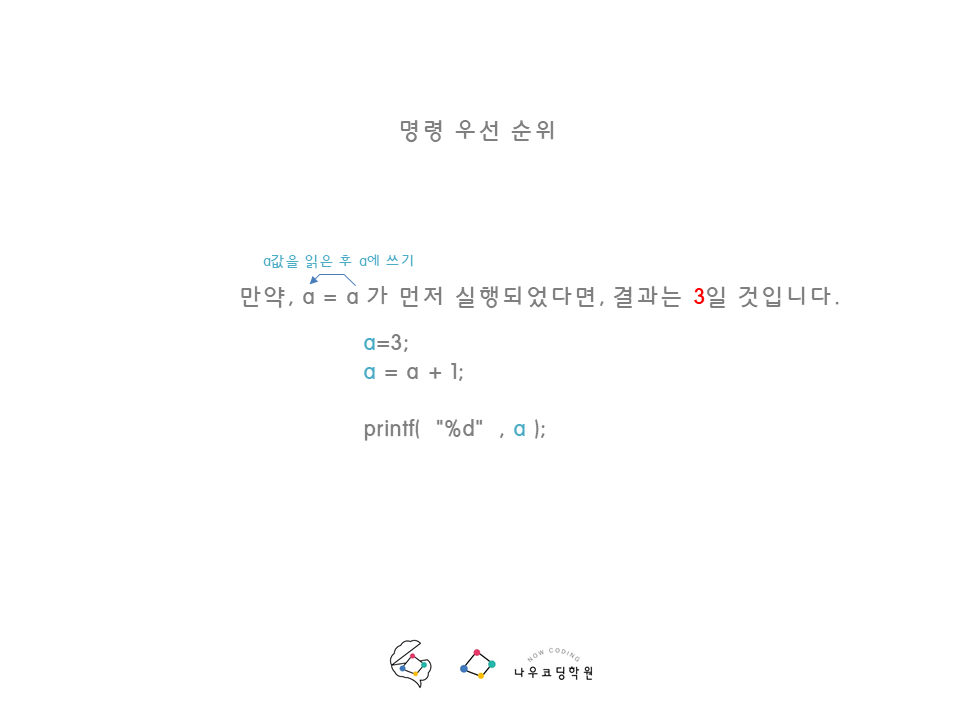 명령 우선 순위
a값을 읽은 후 a에 쓰기
만약, a = a 가 먼저 실행되었다면, 결과는 3일 것입니다.
a=3;
a = a + 1;
printf( "%d" , a );
NOW CODING
나우코딩학원